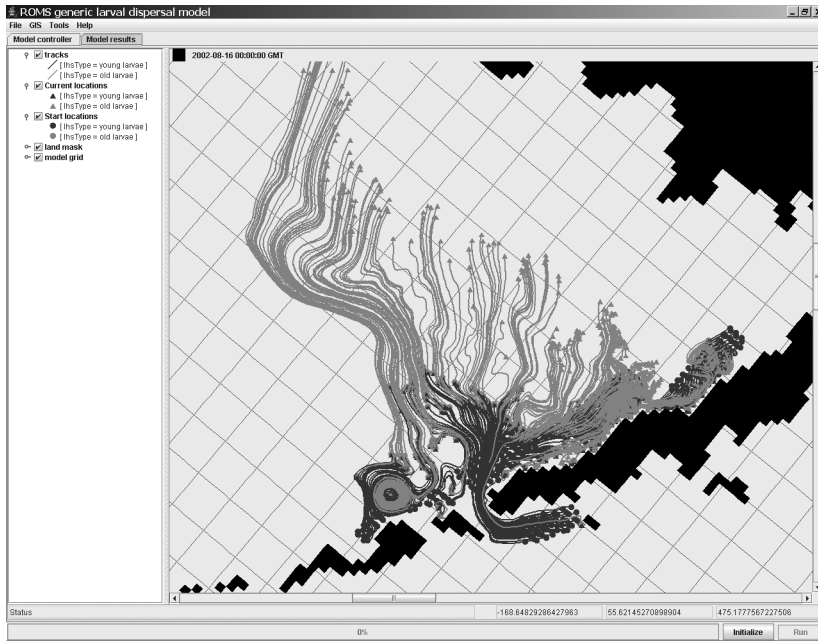 ROMS generic larval dispersal model
File GIS Tools Help
Model controller Model results
tracks
[ lhsType = young larvae ]
[ lhsType = old larvae ]
Current locations
[ lhsType = young larvae ]
[ lhsType = old larvae ]
Start locations
[ lhsType = young larvae ]
[ lhsType = old larvae ]
land mask
model grid
2002-08-16 00:00:00 GMT
Status
-168.64829286427963 55.62145270898904 475.1777567227506
0%
Initialize Run